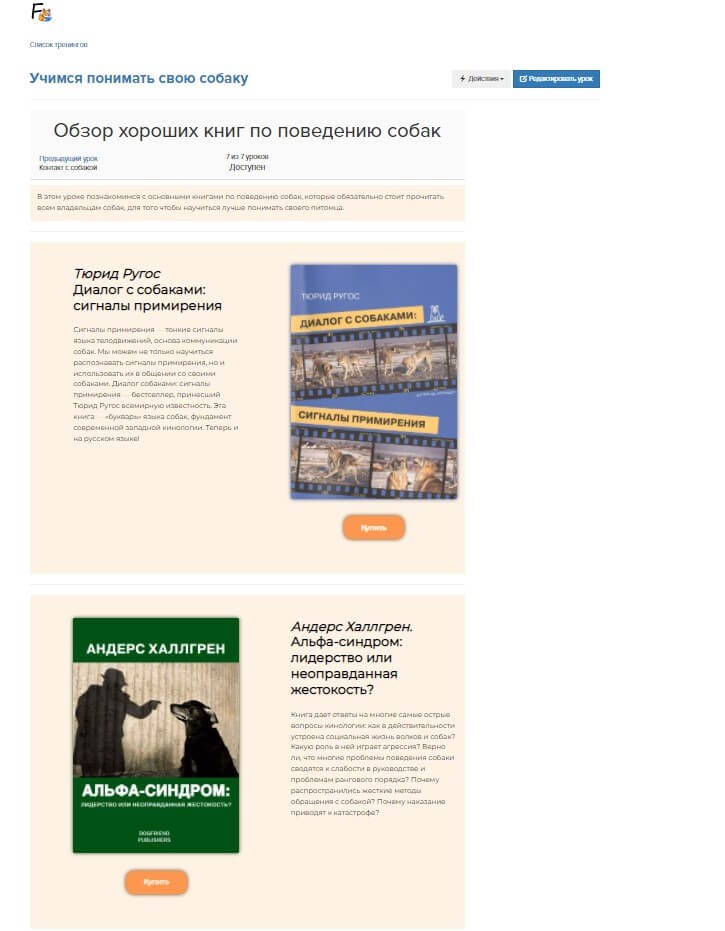 F
Список тренингов
Учимся понимать свою собаку
Действия
Редактировать урок
Обзор хороших книг по поведению собак
Предыдущий урок
Контакт с собакой
7 из 7 уроков
Доступен
В этом уроке познакомимся с основными книгами по поведению собак, которые обязательно стоит прочитать
всем владельцам собак, для того чтобы научиться лучше понимать своего питомца.
Тюрид Ругос
Диалог с собаками:
сигналы примирения
Сигналы примирения — тонкие сигналы
языка телодвижений, основа коммуникации
собак. Мы можем не только научиться
распознавать сигналы примирения, но и
использовать их в общении со своими
собаками. Диалог собаками: сигналы
примирения — бестселлер, принесший
Тюрид Ругос всемирную известность. Эта
книга — «букварь» языка собак, фундамент
современной западной кинологии. Теперь и
на русском языке!
ТЮРИД РУГОС
ДИАЛОГ С СОБАКАМИ:
СИГНАЛЫ ПРИМИРЕНИЯ
Купить
АНДЕРС ХАЛЛГРЕН
АЛЬФА-СИНДРОМ:
ЛИДЕРСТВО ИЛИ НЕОПРАВДАННАЯ ЖЕСТОКОСТЬ?
DOGFRIEND
PUBLISHERS
Купить
Андерс Халлгрен.
Альфа-синдром:
лидерство или
неоправданная
жестокость?
Книга дает ответы на многие самые острые
вопросы кинологии: как в действительности
устроена социальная жизнь волков и собак?
Какую роль в ней играет агрессия? Верно
ли, что многие проблемы поведения собаки
сводятся к слабости в руководстве и
проблемам рангового порядка? Почему
распространились жесткие методы
обращения с собакой? Почему наказание
приводят к катастрофе?